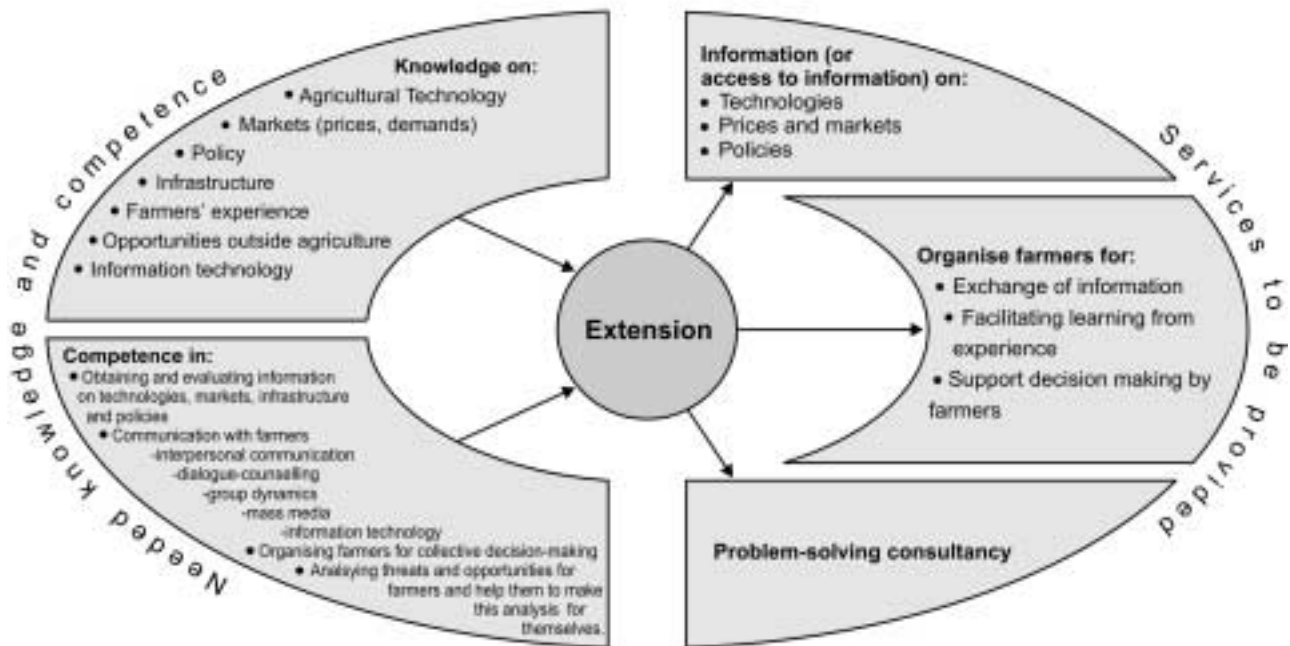 Needed knowledge and competence
Knowledge on:
• Agricultural Technology
• Markets (prices, demands)
• Policy
• Infrastructure
• Farmers' experience
• Opportunities outside agriculture
• Information technology
Competence in:
• Obtaining and evaluating information
on technologies, markets, infrastructure
and policies
• Communication with farmers
-interpersonal communication
-dialogue-counselling
-group dynamics
-mass media
-information technology
• Organising farmers for collective decision-making
• Analsying threats and opportunities for
farmers and help them to make
this analysis for
themselves.
Extension
Information (or
access to information) on:
• Technologies
• Prices and markets
• Policies
Organise farmers for:
• Exchange of information
• Facilitating learning from
experience
• Support decision making by
farmers
Problem-solving consultancy
Services to be provided